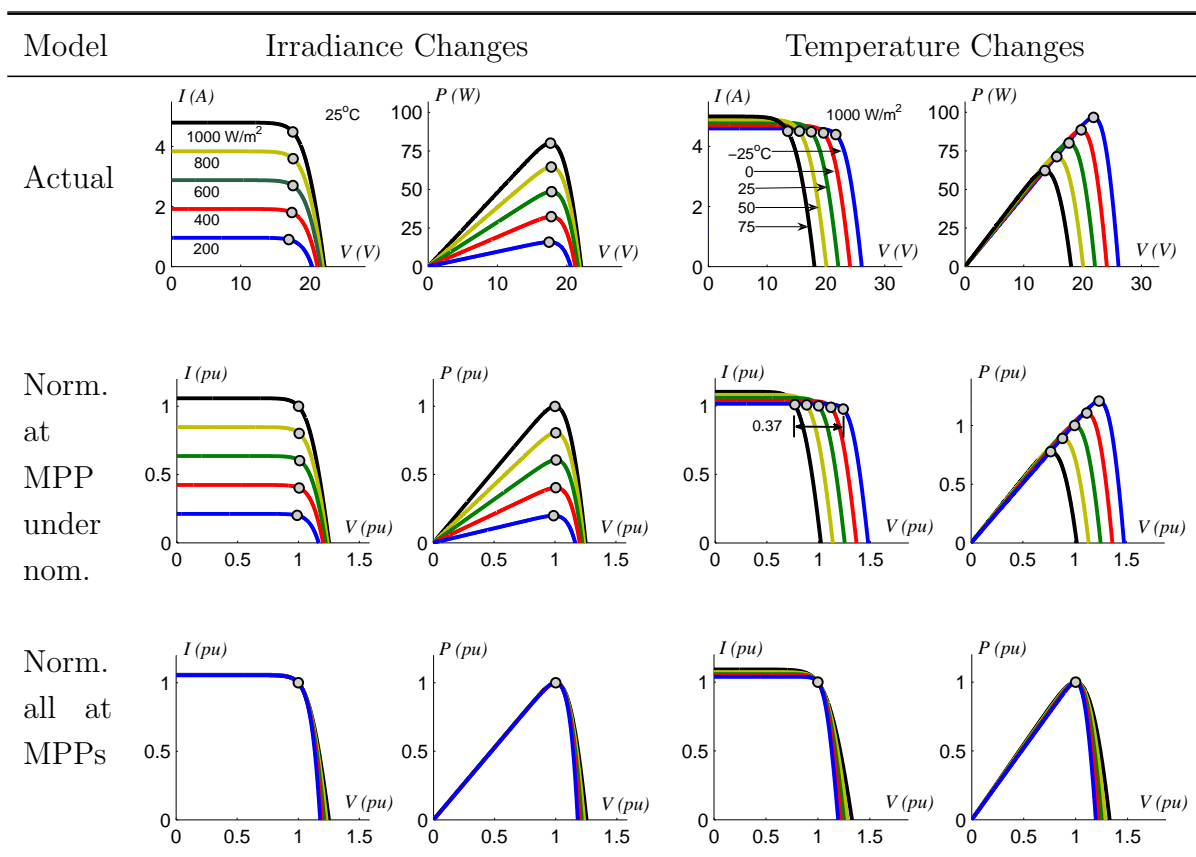 Model Irradiance Changes Temperature Changes
Actual
I (A)
25°C
1000 W/m²
800
600
400
200
4
2
0
V (V)
0 10 20
P (W)
100
75
50
25
0
V (V)
0 10 20
I (A)
1000 W/m²
−25°C
0
25
50
75
4
2
0
V (V)
0 10 20 30
P (W)
100
75
50
25
0
V (V)
0 10 20 30
Norm.
at
MPP
under
nom.
I (pu)
1
0.5
0
V (pu)
0 0.5 1 1.5
P (pu)
1
0.5
0
V (pu)
0 0.5 1 1.5
I (pu)
1
0.37
0.5
0
V (pu)
0 0.5 1 1.5
P (pu)
1
0.5
0
V (pu)
0 0.5 1 1.5
Norm.
all at
MPPs
I (pu)
1
0.5
0
V (pu)
0 0.5 1 1.5
P (pu)
1
0.5
0
V (pu)
0 0.5 1 1.5
I (pu)
1
0.5
0
V (pu)
0 0.5 1 1.5
P (pu)
1
0.5
0
V (pu)
0 0.5 1 1.5